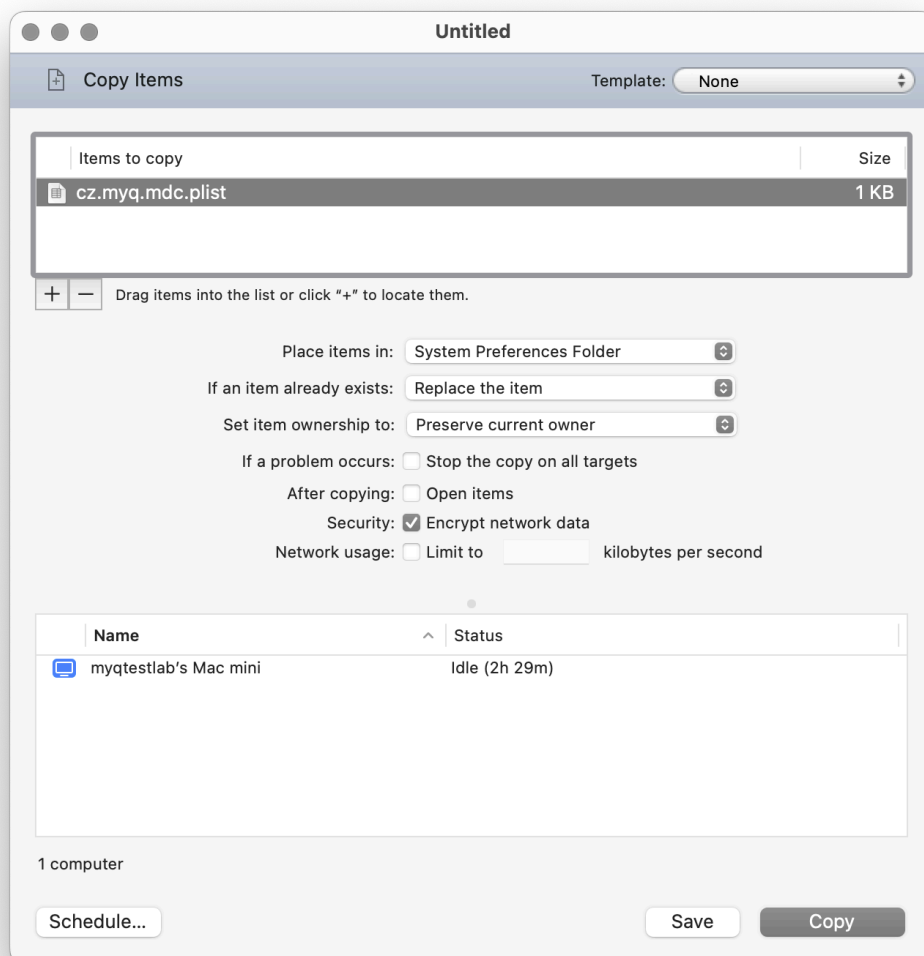 Untitled
Copy Items
Template: None
Items to copy Size
cz.myq.mdc.plist 1 KB
+ − Drag items into the list or click “+” to locate them.
Place items in: System Preferences Folder
If an item already exists: Replace the item
Set item ownership to: Preserve current owner
If a problem occurs: Stop the copy on all targets
After copying: Open items
Security: Encrypt network data
Network usage: Limit to kilobytes per second
Name Status
myqtestlab’s Mac mini Idle (2h 29m)
1 computer
Schedule... Save Copy